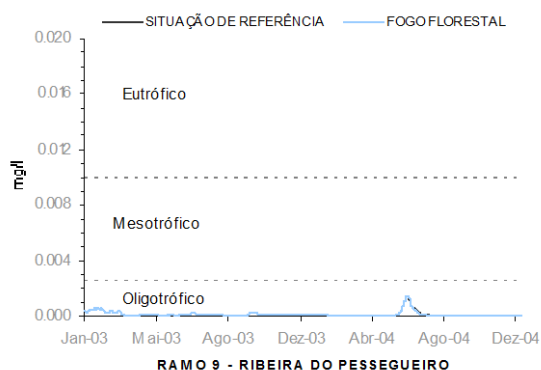 SITUAÇÃO DE REFERÊNCIA FOGO FLORESTAL
0.020
0.016
0.012
0.008
0.004
0.000
mg/l
Eutrófico
Mesotrófico
Oligotrófico
Jan-03 Mai-03 Ago-03 Dez-03 Abr-04 Ago-04 Dez-04
RAMO 9 - RIBEIRA DO PESSEGUEIRO